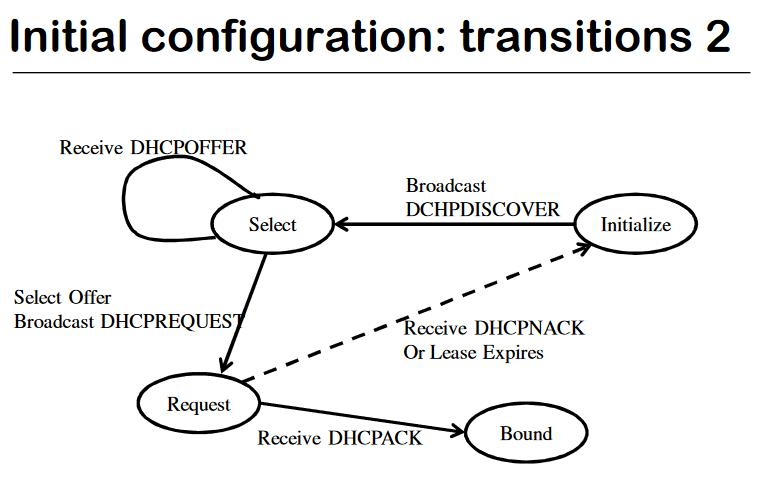 Initial configuration: transitions 2
Receive DHCPOFFER
Broadcast
DCHPDISCOVER
Select
Initialize
Select Offer
Broadcast DHCPREQUEST
Receive DHCPNACK
Or Lease Expires
Request
Receive DHCPACK
Bound